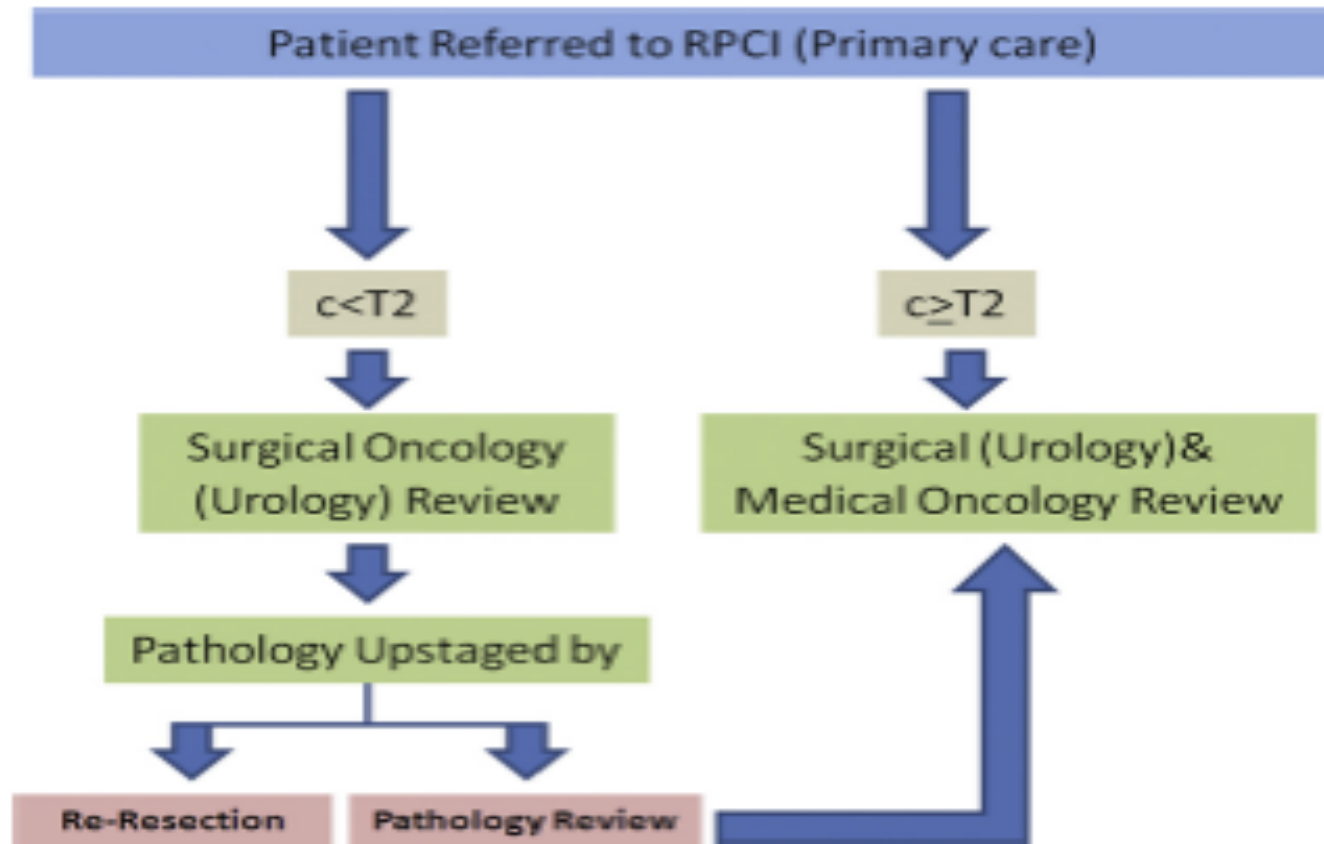 Patient Referred to RPCI (Primary care)
c<T2
c≥T2
Surgical Oncology
(Urology) Review
Surgical (Urology)&
Medical Oncology Review
Pathology Upstaged by
Re-Resection
Pathology Review